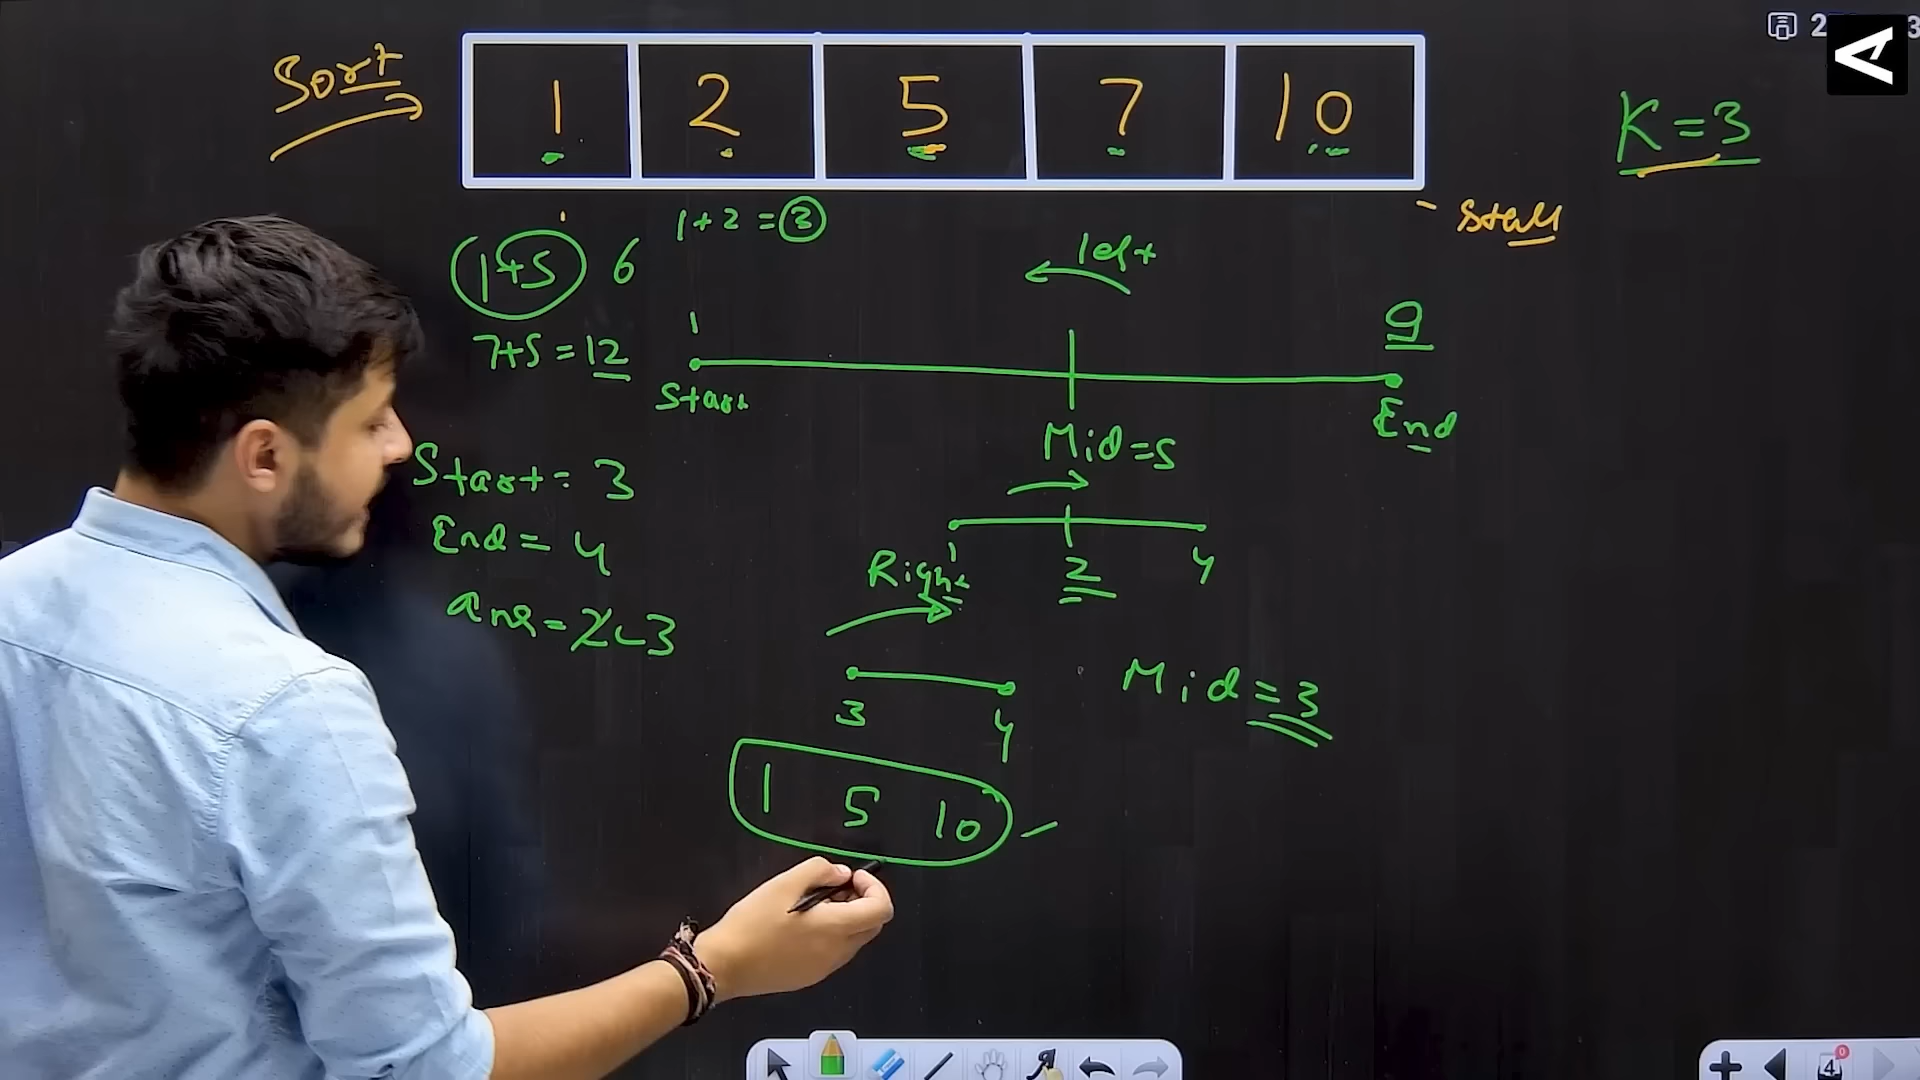 Sort
1 2 5 7 10
K=3
Stall
1+2=3
1+5 6
left
7+5=12
1
9
Start
End
Mid=5
Start= 3
End= 4
ans=2 3
1 2 4
Right
3 4
Mid=3
1 5 10
4
0